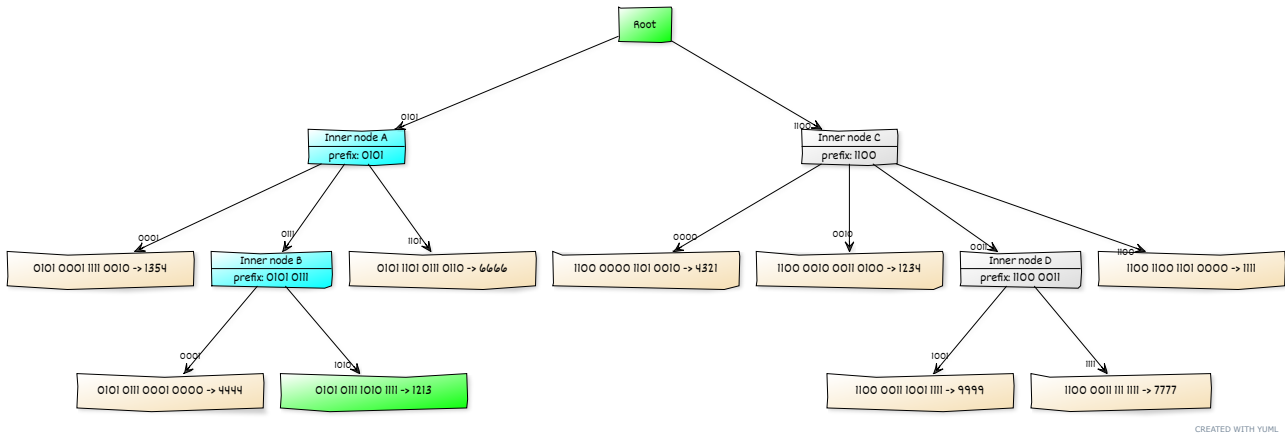 Root
0101
1100
Inner node A
prefix: 0101
Inner node C
prefix: 1100
0001
0111
1101
0000
0010
0011
1100
0101 0001 1111 0010 -> 1354
Inner node B
prefix: 0101 0111
0101 1101 0111 0110 -> 6666
1100 0000 1101 0010 -> 4321
1100 0010 0011 0100 -> 1234
Inner node D
prefix: 1100 0011
1100 1100 1101 0000 -> 1111
0001
1010
1001
1111
0101 0111 0001 0000 -> 4444
0101 0111 1010 1111 -> 1213
1100 0011 1001 1111 -> 9999
1100 0011 111 1111 -> 7777
CREATED WITH YUML